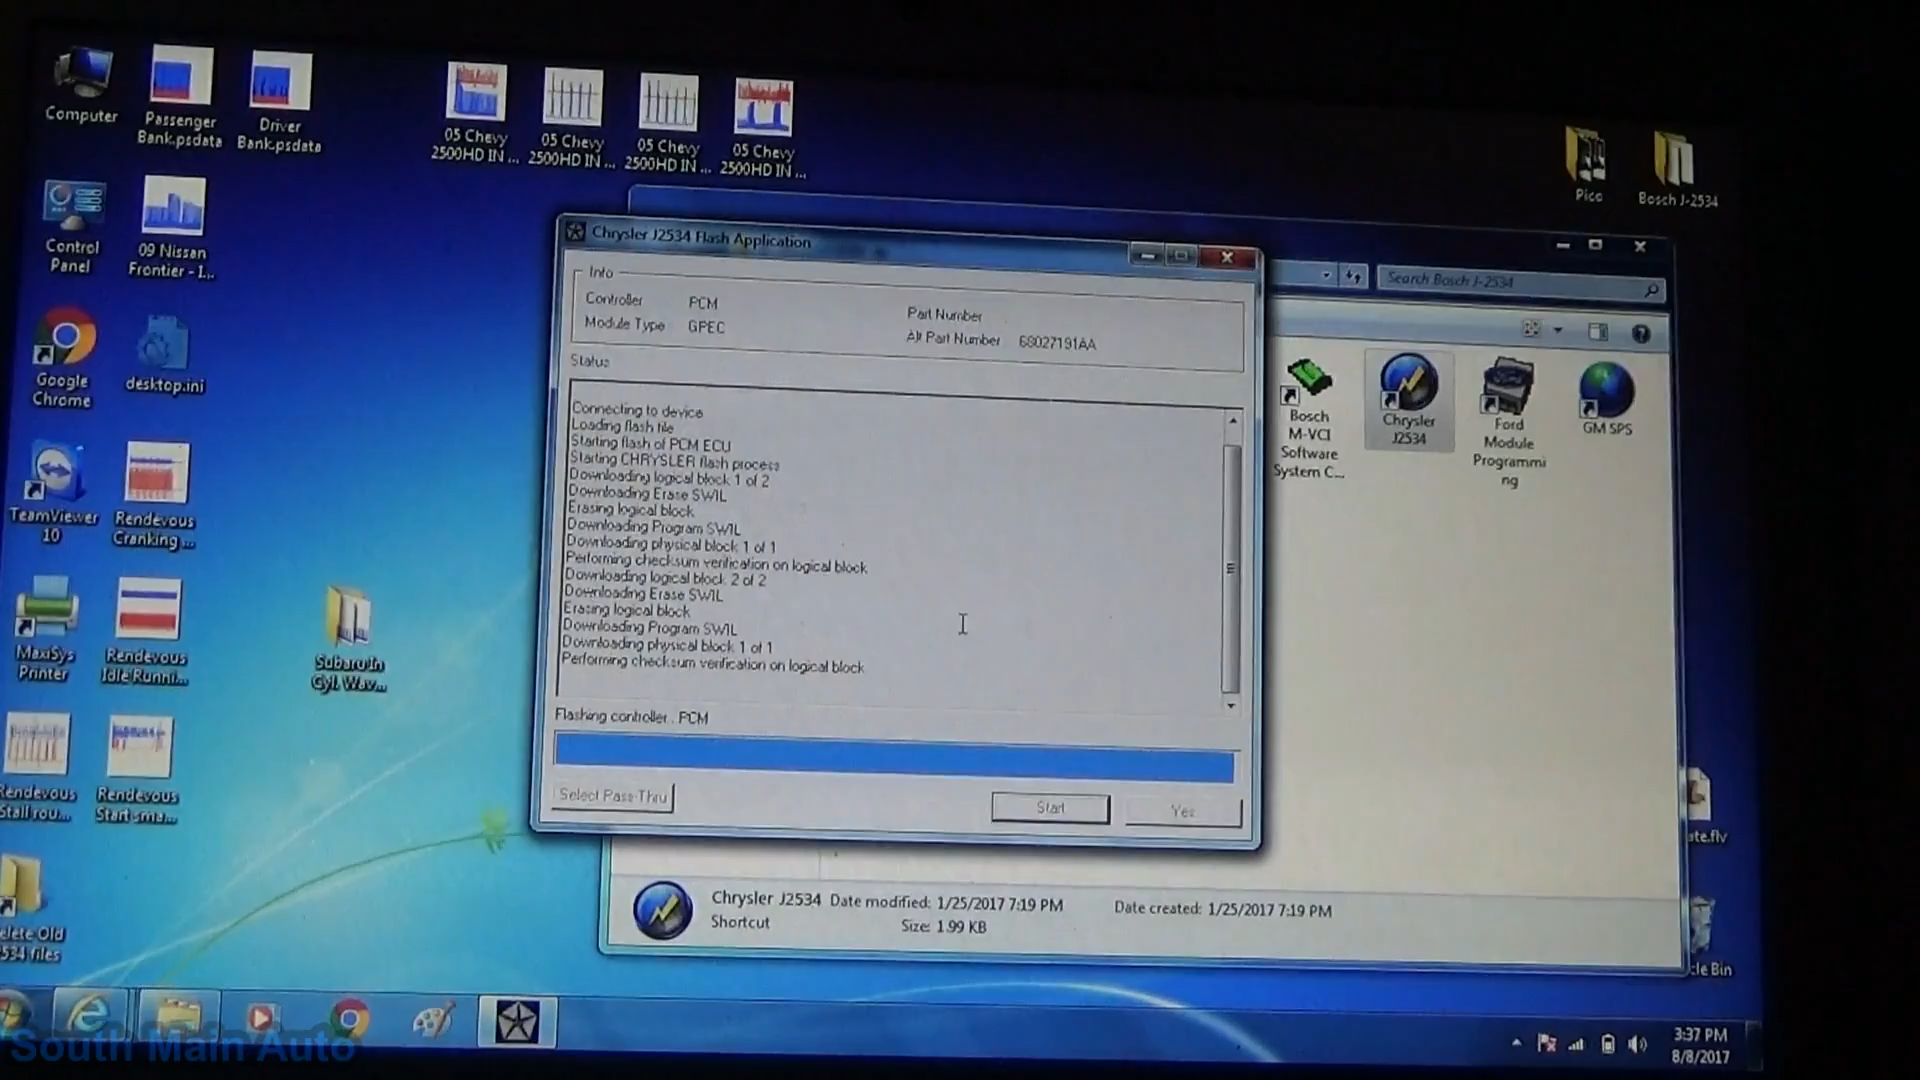 Computer
Passenger
Bank.psdata
Driver
Bank.psdata
05 Chevy
2500HD IN ...
05 Chevy
2500HD IN ...
05 Chevy
2500HD IN ...
05 Chevy
2500HD IN ...
Pico
Bosch J-2534
Control
Panel
09 Nissan
Frontier - I...
Google
Chrome
desktop.ini
TeamViewer
10
Rendevous
Cranking ...
MaxiSys
Printer
Rendevous
Idle Runni...
Subaru In
Cyl. Wav...
Rendevous
Stall rou...
Rendevous
Start sma...
elete Old
534 files
Chrysler J2534 Flash Application
Info
Controller PCM
Module Type GPEC
Part Number
Alt Part Number 68027191AA
Status
Connecting to device
Loading flash file
Starting flash of PCM ECU
Starting CHRYSLER flash process
Downloading logical block 1 of 2
Downloading Erase SWIL
Erasing logical block
Downloading Program SWIL
Downloading physical block 1 of 1
Performing checksum verification on logical block
Downloading logical block 2 of 2
Downloading Erase SWIL
Erasing logical block
Downloading Program SWIL
Downloading physical block 1 of 1
Performing checksum verification on logical block
Flashing controller.. PCM
Select Pass-Thru
Start
Yes
Search Bosch J-2534
Bosch
M-VCI
Software
System C...
Chrysler
J2534
Ford
Module
Programmi
ng
GM SPS
Chrysler J2534 Date modified: 1/25/2017 7:19 PM
Date created: 1/25/2017 7:19 PM
Shortcut
Size: 1.99 KB
ate.flv
cle Bin
South Main Auto
3:37 PM
8/8/2017